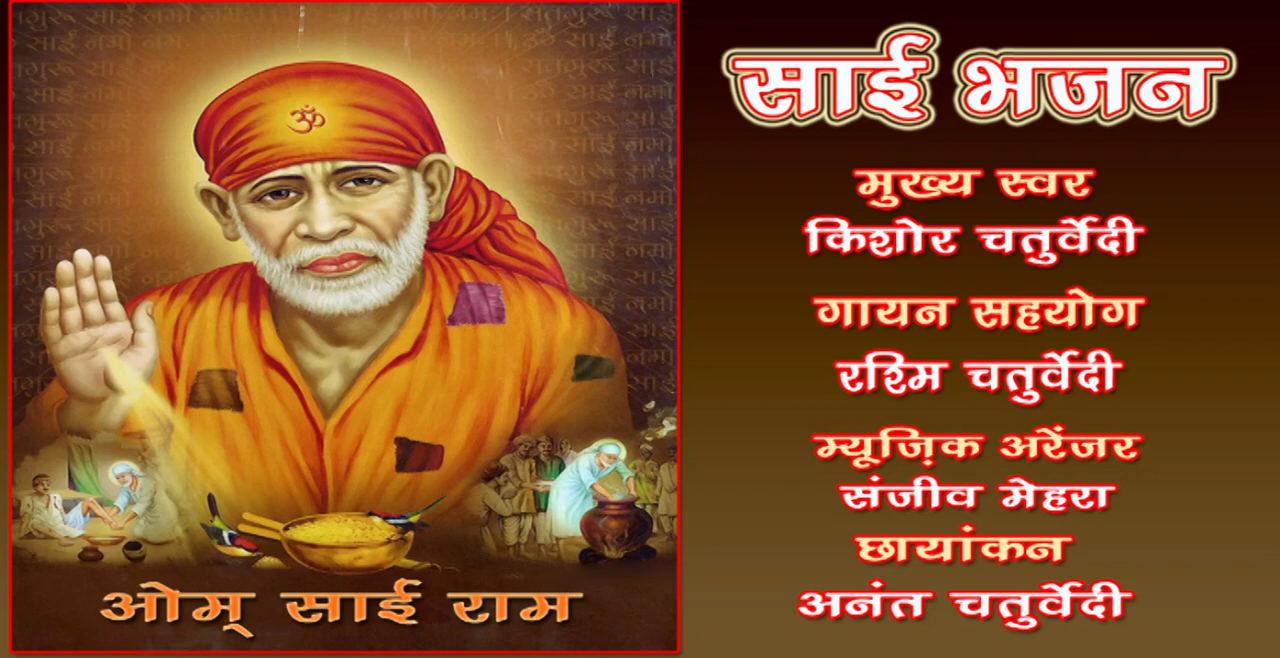 ॐ
ओम् साई राम
साई भजन
मुख्य स्वर
किशोर चतुर्वेदी
गायन सहयोग
रश्मि चतुर्वेदी
म्यूज़िक अरेंजर
संजीव मेहरा
छायांकन
अनंत चतुर्वेदी